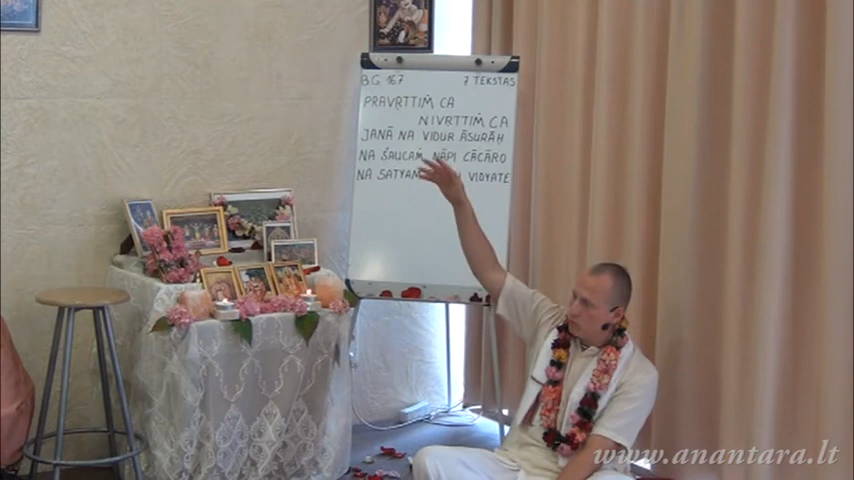 B.G. 16.7 7 TEKSTAS
PRAVṚTTIṀ CA
NIVṚTTIṀ CA
JANĀ NA VIDUR ĀSURĀḤ
NA ŚAUCAṀ NĀPI CĀCĀRO
NA SATYAṀ VIDYATE
www.anantara.lt